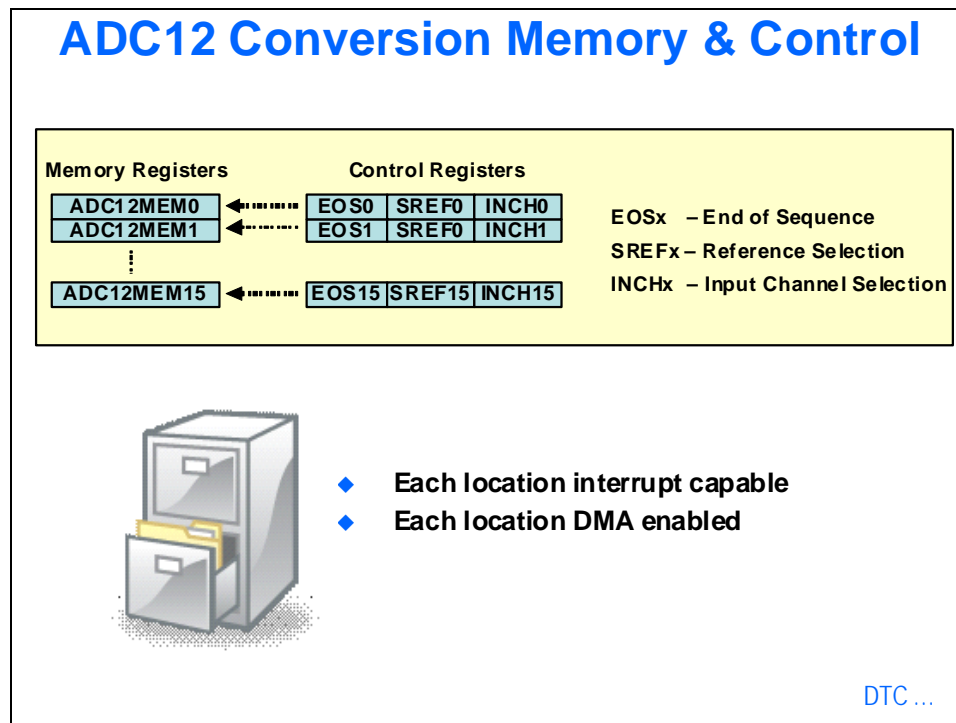 ADC12 Conversion Memory & Control
Memory Registers Control Registers
ADC12MEM0 EOS0 SREF0 INCH0
ADC12MEM1 EOS1 SREF0 INCH1
ADC12MEM15 EOS15 SREF15 INCH15
EOSx – End of Sequence
SREFx – Reference Selection
INCHx – Input Channel Selection
Each location interrupt capable
Each location DMA enabled
DTC ...